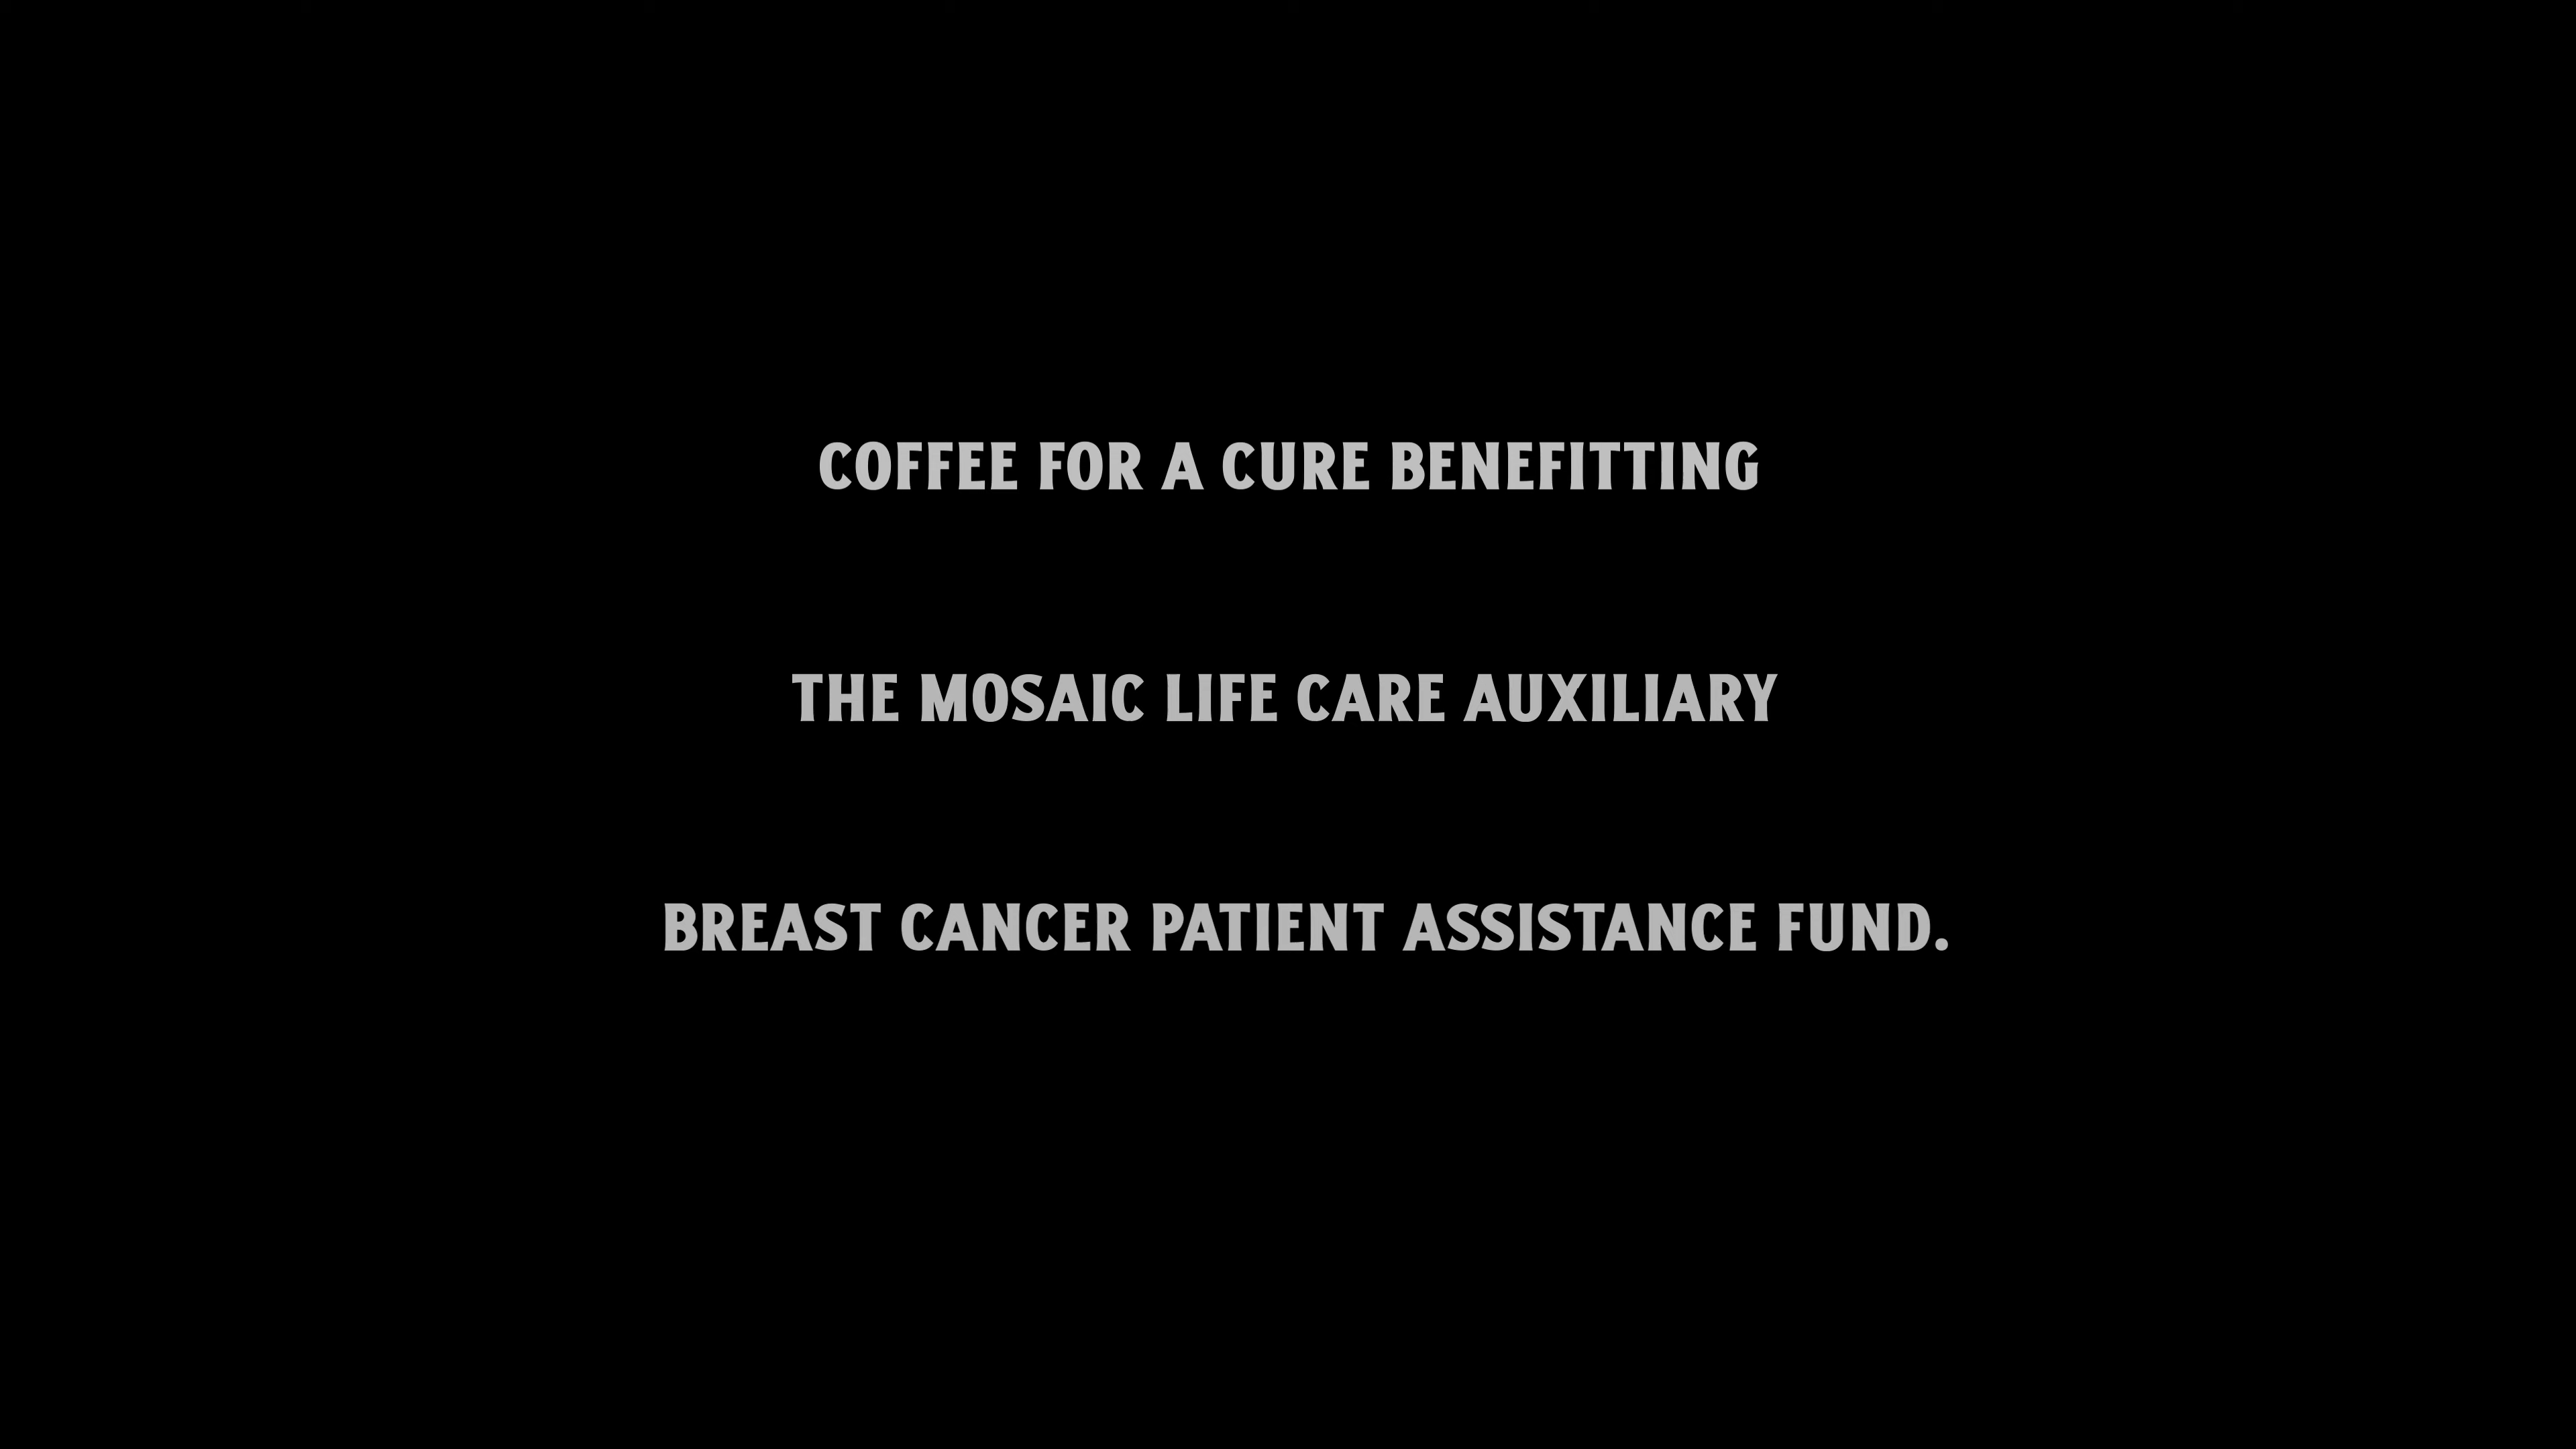 COFFEE FOR A CURE BENEFITTING
THE MOSAIC LIFE CARE AUXILIARY
BREAST CANCER PATIENT ASSISTANCE FUND.